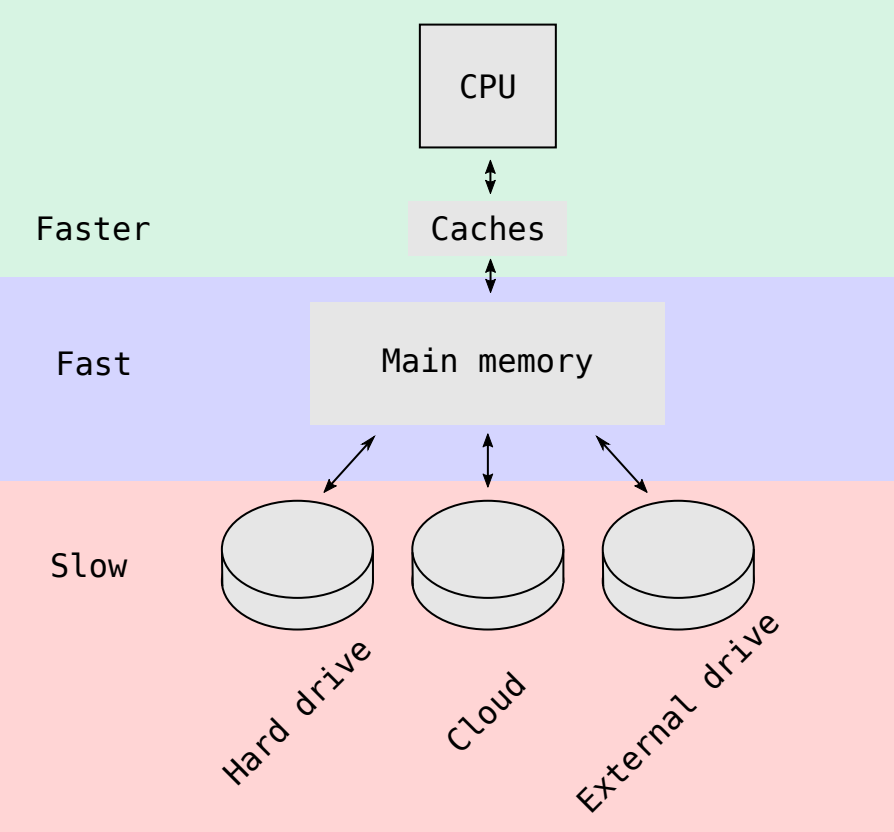 CPU
Faster
Caches
Fast
Main memory
Slow
Hard drive
Cloud
External drive